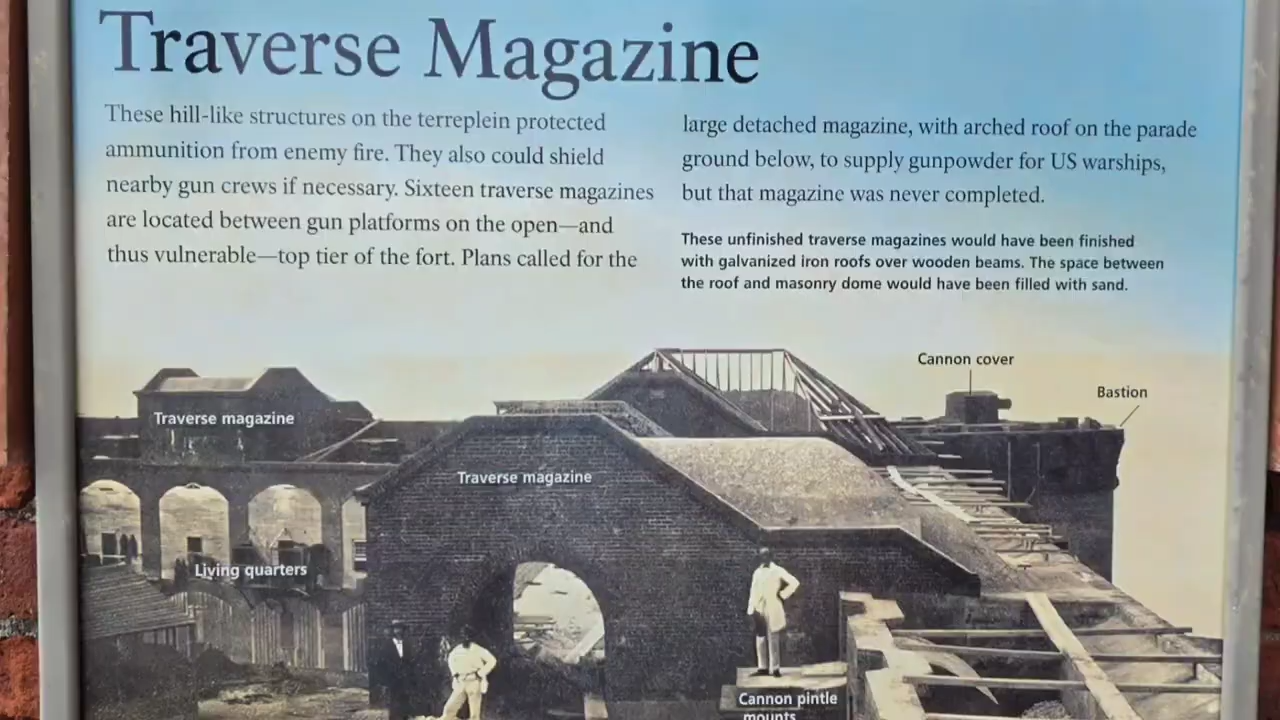 Traverse Magazine
These hill-like structures on the terreplein protected
ammunition from enemy fire. They also could shield
nearby gun crews if necessary. Sixteen traverse magazines
are located between gun platforms on the open—and
thus vulnerable—top tier of the fort. Plans called for the
large detached magazine, with arched roof on the parade
ground below, to supply gunpowder for US warships,
but that magazine was never completed.
These unfinished traverse magazines would have been finished
with galvanized iron roofs over wooden beams. The space between
the roof and masonry dome would have been filled with sand.
Cannon cover
Bastion
Traverse magazine
Traverse magazine
Living quarters
Cannon pintle
mounts